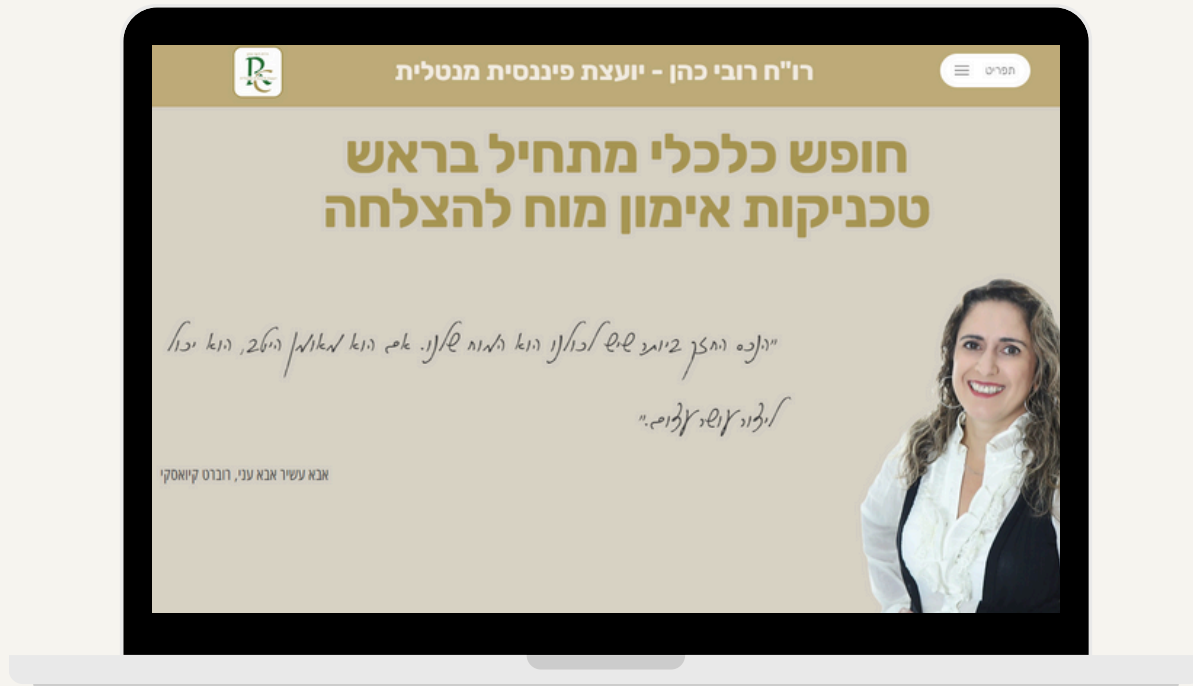 תפריט
רו"ח רובי כהן - יועצת פיננסית מנטלית
RC
חופש כלכלי מתחיל בראש
טכניקות אימון מוח להצלחה
"הנכס החזק ביותר שיש לכולנו הוא המוח שלנו. אם הוא מאומן היטב, הוא יכול
ליצור עושר עצום."
אבא עשיר אבא עני, רוברט קיואסקי